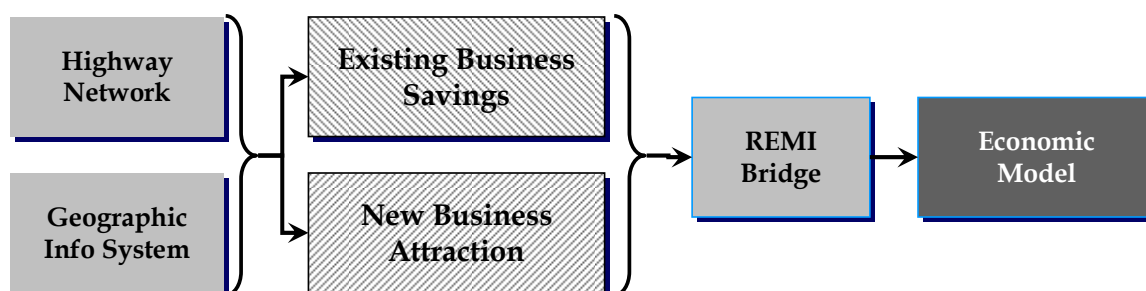 Highway
Network
Existing Business
Savings
REMI
Bridge
Economic
Model
Geographic
Info System
New Business
Attraction